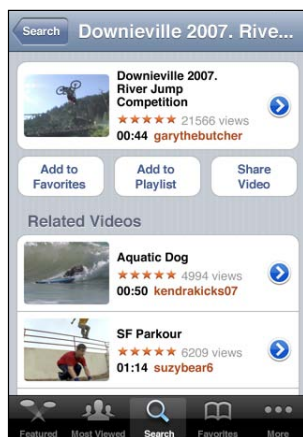 Search
Downieville 2007. Rive...
Downieville 2007.
River Jump
Competition
21566 views
00:44 garythebutcher
Add to
Favorites
Add to
Playlist
Share
Video
Related Videos
Aquatic Dog
4994 views
00:50 kendrakicks07
SF Parkour
6209 views
01:14 suzybear6
Featured Most Viewed Search Favorites More